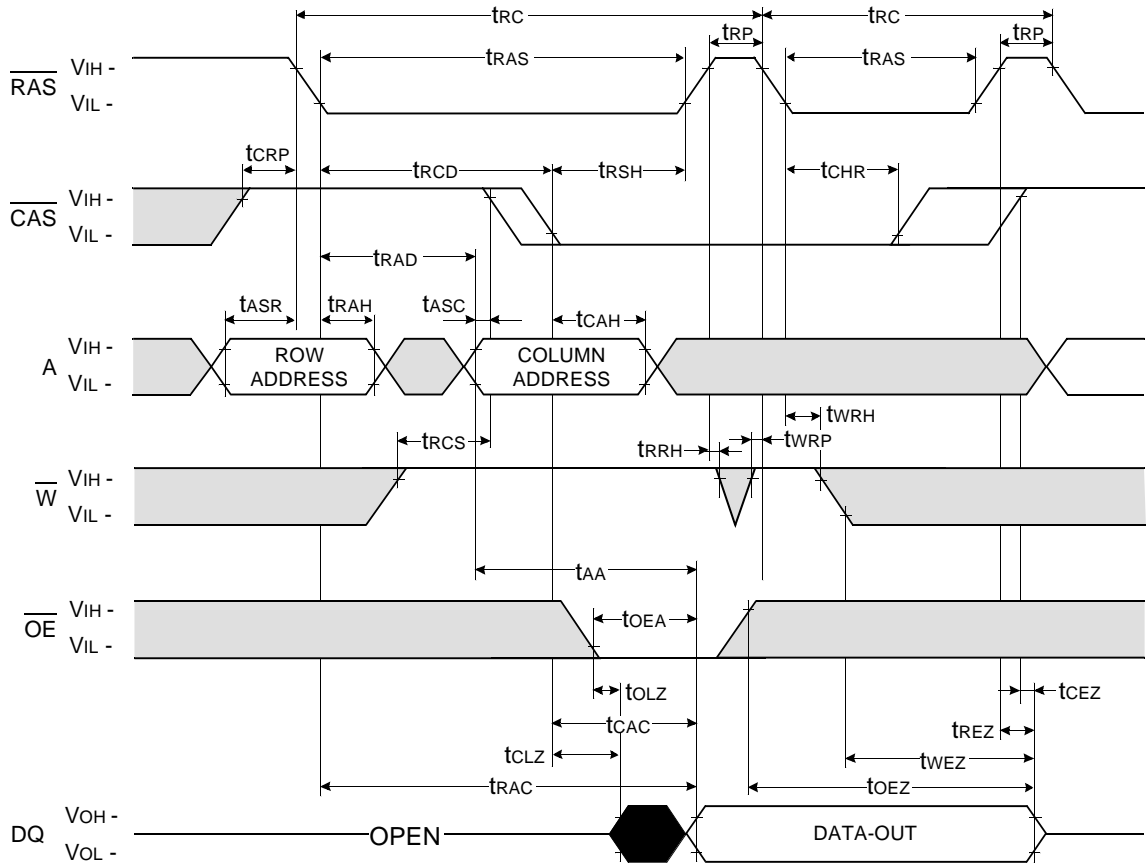 tRC tRC
tRP tRP
tRAS tRAS
RAS VIH -
VIL -
tCRP tRCD tRSH tCHR
CAS VIH -
VIL -
tRAD
tASR tRAH tASC tCAH
A VIH -
VIL -
ROW
ADDRESS
COLUMN
ADDRESS
tWRH
tRCS tRRH tWRP
W VIH -
VIL -
tAA
OE VIH -
VIL -
tOEA
tOLZ tCEZ
tCAC tREZ
tCLZ tWEZ
tRAC tOEZ
DQ VOH -
VOL -
OPEN DATA-OUT